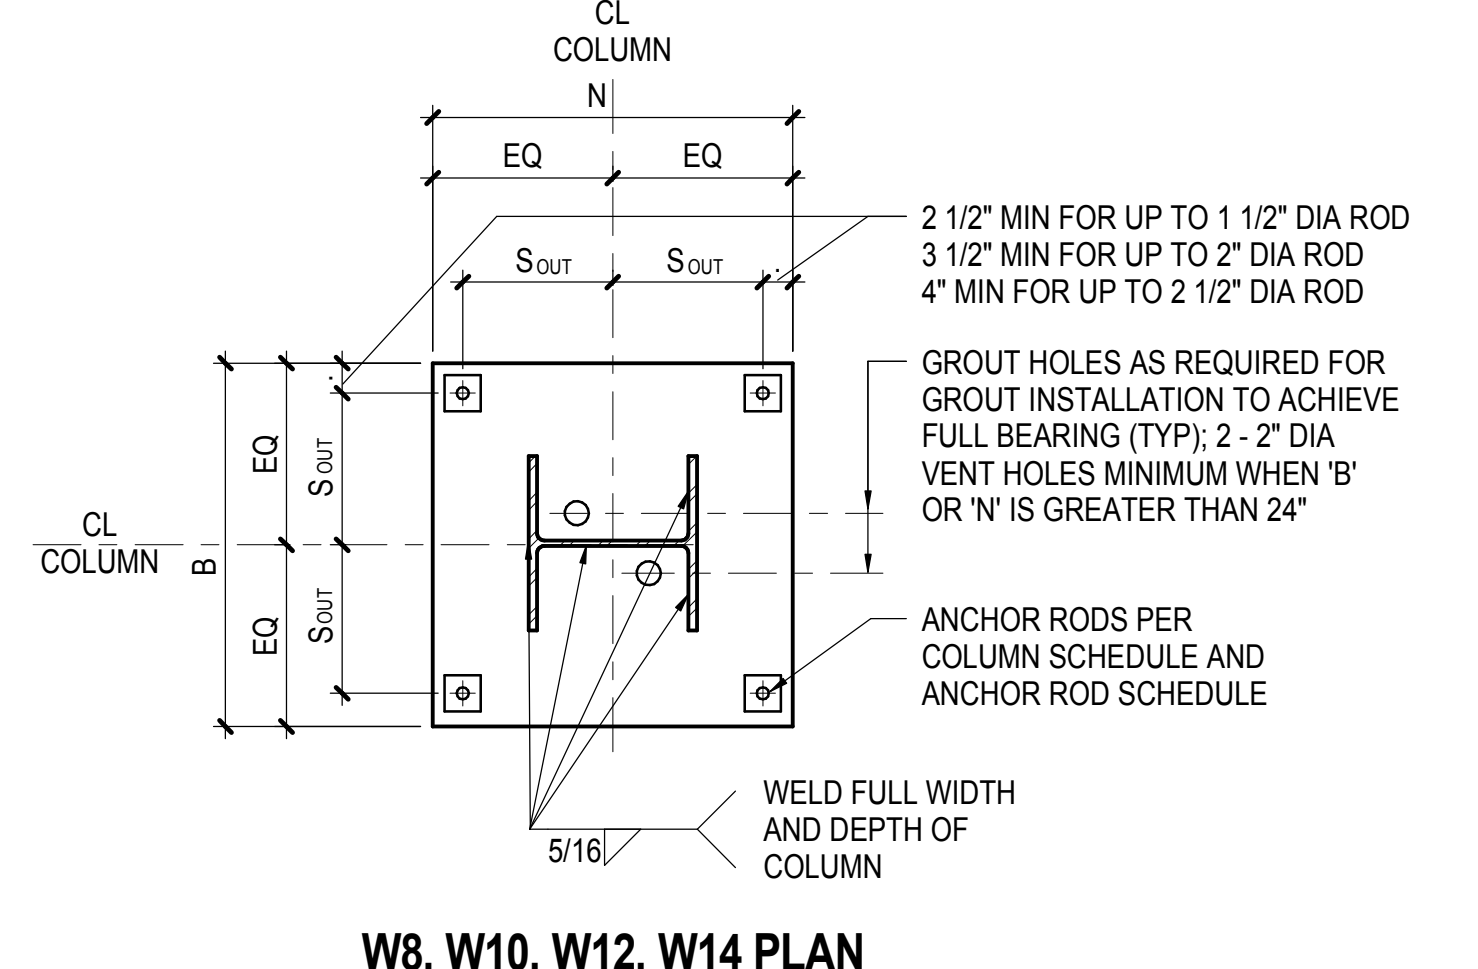 CL
COLUMN
N
EQ EQ
2 1/2" MIN FOR UP TO 1 1/2" DIA ROD
3 1/2" MIN FOR UP TO 2" DIA ROD
4" MIN FOR UP TO 2 1/2" DIA ROD
SOUT SOUT
GROUT HOLES AS REQUIRED FOR
GROUT INSTALLATION TO ACHIEVE
FULL BEARING (TYP); 2 - 2" DIA
VENT HOLES MINIMUM WHEN 'B'
OR 'N' IS GREATER THAN 24"
EQ
SOUT
CL
COLUMN
B
EQ
SOUT
ANCHOR RODS PER
COLUMN SCHEDULE AND
ANCHOR ROD SCHEDULE
WELD FULL WIDTH
AND DEPTH OF
COLUMN
5/16
W8, W10, W12, W14 PLAN